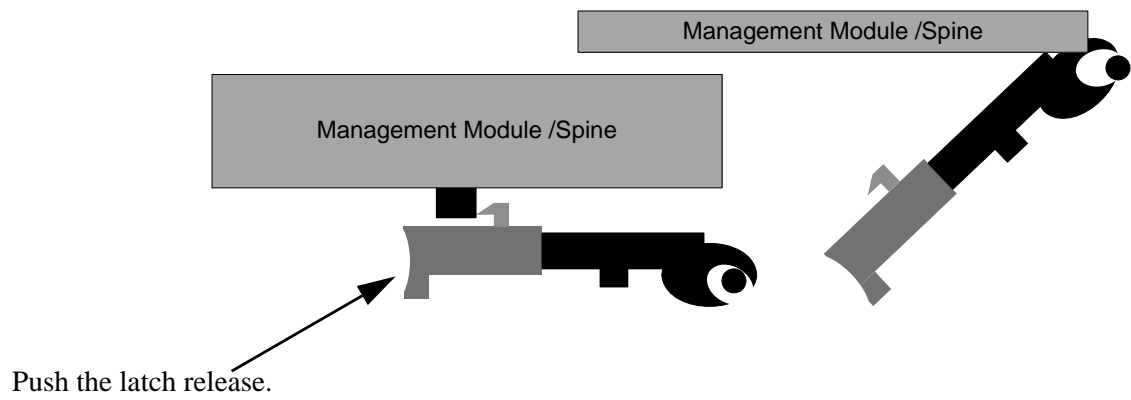 Management Module /Spine
Management Module /Spine
Push the latch release.